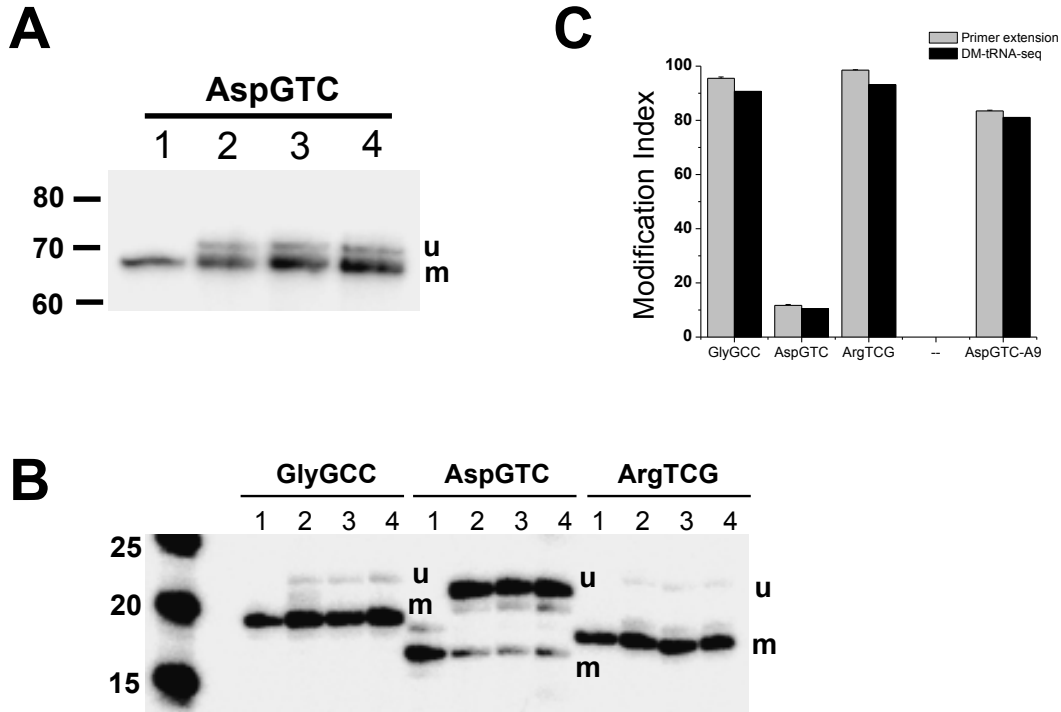 A
AspGTC
1 2 3 4
80
70
60
u
m
C
Primer extension
DM-tRNA-seq
Modification Index
100
80
60
40
20
0
GlyGCC AspGTC ArgTCG -- AspGTC-A9
B
GlyGCC AspGTC ArgTCG
1 2 3 4 1 2 3 4 1 2 3 4
25
20
15
u
m
u
m
u
m